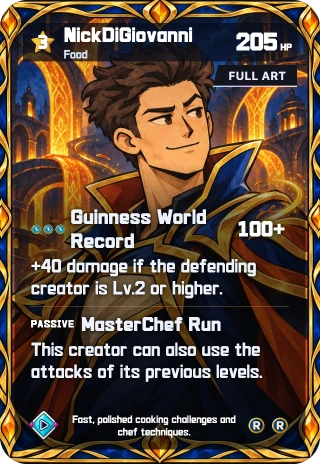 3 NickDiGiovanni 205 HP
Food
FULL ART
Guinness World
Record 100+
+40 damage if the defending
creator is Lv.2 or higher.
PASSIVE MasterChef Run
This creator can also use the
attacks of its previous levels.
Fast, polished cooking challenges and
chef techniques.
R R